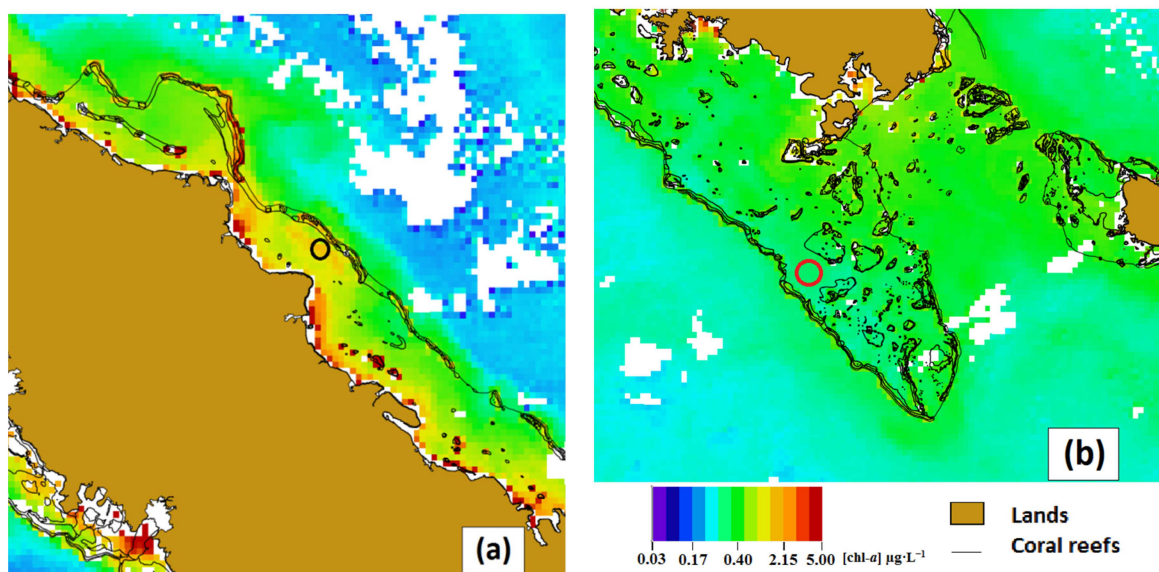 (a)
(b)
0.03 0.17 0.40 2.15 5.00 [chl-a] µg·L⁻¹
Lands
Coral reefs